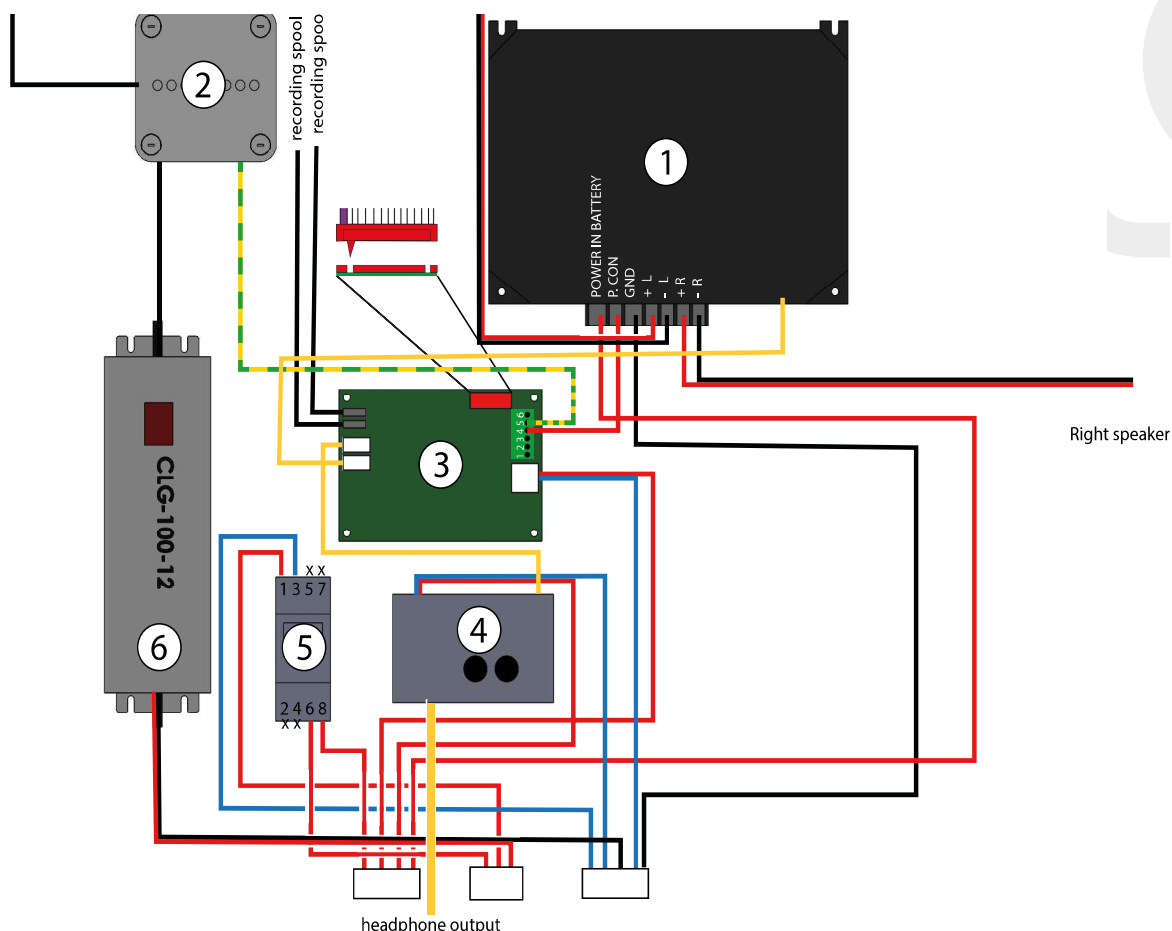 2
recording spool
recording spoo
1
POWER IN BATTERY
P. CON
GND
+ L
- L
+ R
- R
Right speaker
3
1 2 3 4 5 6
CLG-100-12
6
x x
1 3 5 7
5
2 4 6 8
x x
4
headphone output